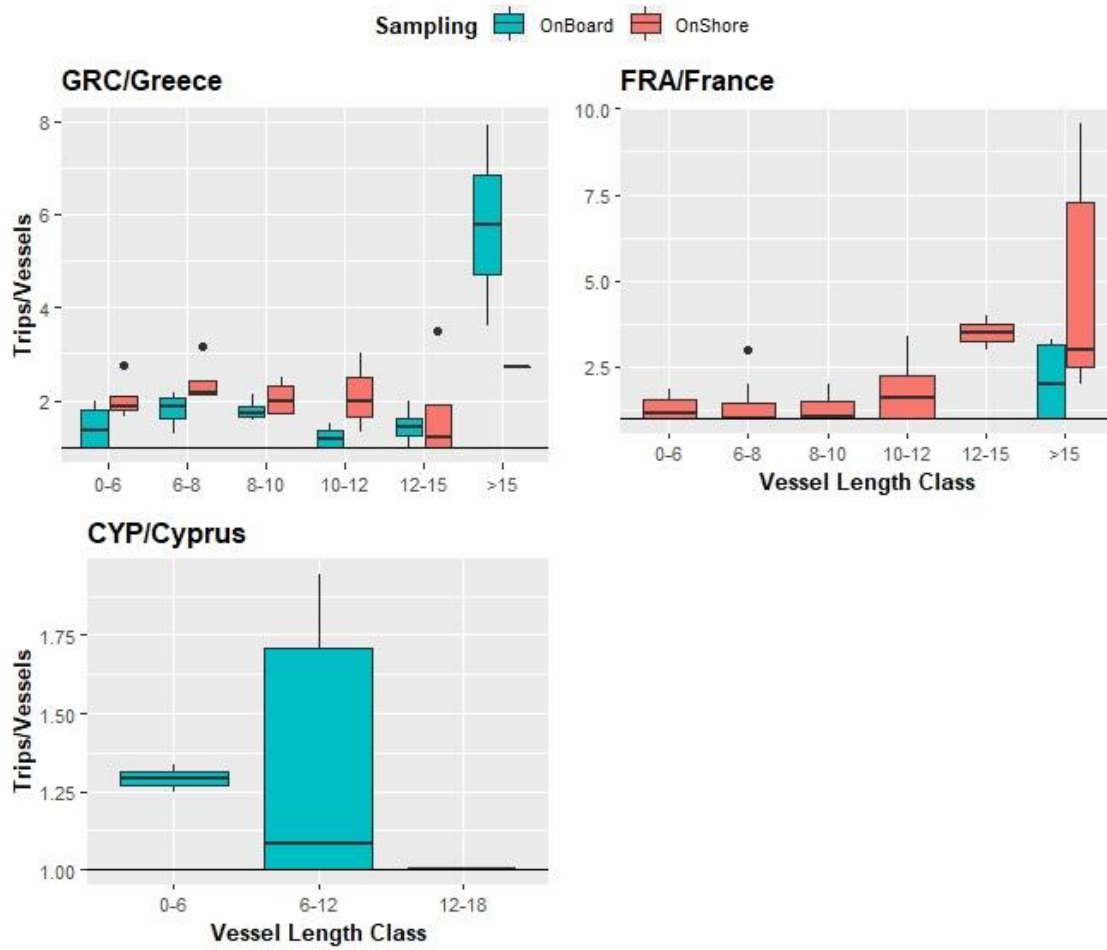 Sampling OnBoard OnShore
GRC/Greece
Trips/Vessels
8
6
4
2
0-6 6-8 8-10 10-12 12-15 >15
FRA/France
10.0
7.5
5.0
2.5
0-6 6-8 8-10 10-12 12-15 >15
Vessel Length Class
CYP/Cyprus
Trips/Vessels
1.75
1.50
1.25
1.00
0-6 6-12 12-18
Vessel Length Class